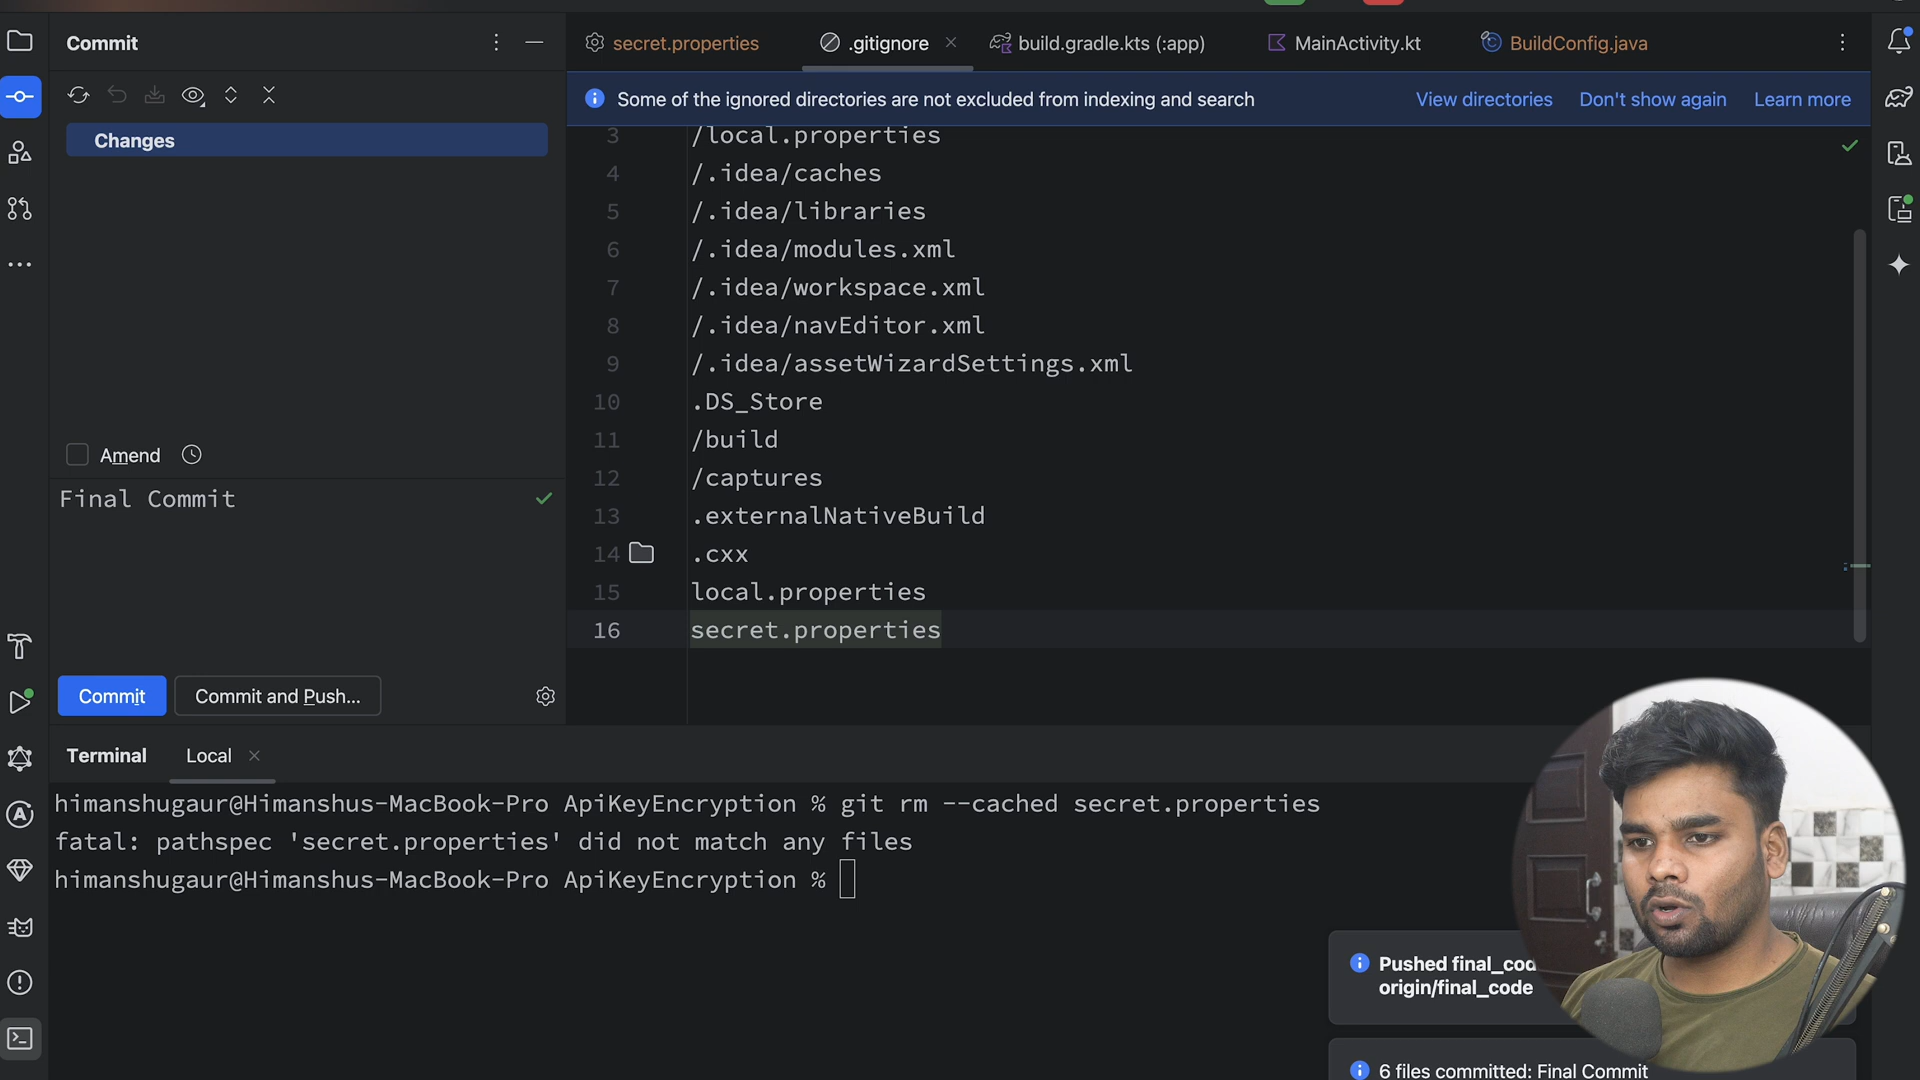 Commit
secret.properties
.gitignore
build.gradle.kts (:app)
MainActivity.kt
BuildConfig.java
Some of the ignored directories are not excluded from indexing and search
View directories
Don't show again
Learn more
Changes
3 /local.properties
4 /.idea/caches
5 /.idea/libraries
6 /.idea/modules.xml
7 /.idea/workspace.xml
8 /.idea/navEditor.xml
9 /.idea/assetWizardSettings.xml
10 .DS_Store
11 /build
12 /captures
13 .externalNativeBuild
14 .cxx
15 local.properties
16 secret.properties
Amend
Final Commit
Commit
Commit and Push...
Terminal
Local
himanshugaur@Himanshus-MacBook-Pro ApiKeyEncryption % git rm --cached secret.properties
fatal: pathspec 'secret.properties' did not match any files
himanshugaur@Himanshus-MacBook-Pro ApiKeyEncryption %
Pushed
origin/final_code
6 files committed: Final Commit